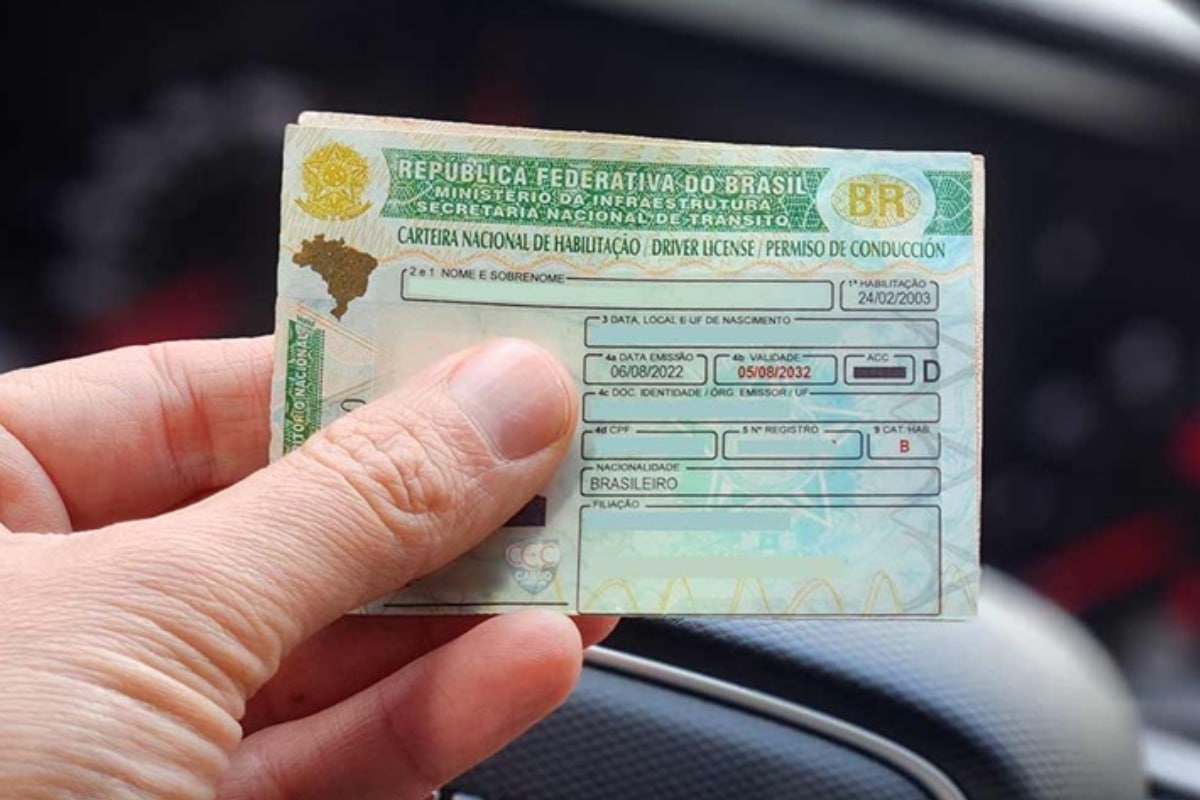 REPÚBLICA FEDERATIVA DO BRASIL
MINISTÉRIO DA INFRAESTRUTURA
SECRETARIA NACIONAL DE TRÂNSITO
BR
CARTEIRA NACIONAL DE HABILITAÇÃO / DRIVER LICENSE / PERMISO DE CONDUCCIÓN
2 e 1 NOME E SOBRENOME
1ª HABILITAÇÃO
24/02/2003
3 DATA, LOCAL E UF DE NASCIMENTO
4a DATA EMISSÃO
06/08/2022
4b VALIDADE
05/08/2032
ACC
D
4c DOC. IDENTIDADE / ÓRG. EMISSOR / UF
4d CPF
5 Nº REGISTRO
9 CAT. HAB.
B
NACIONALIDADE
BRASILEIRO
FILIAÇÃO
NACIONAL